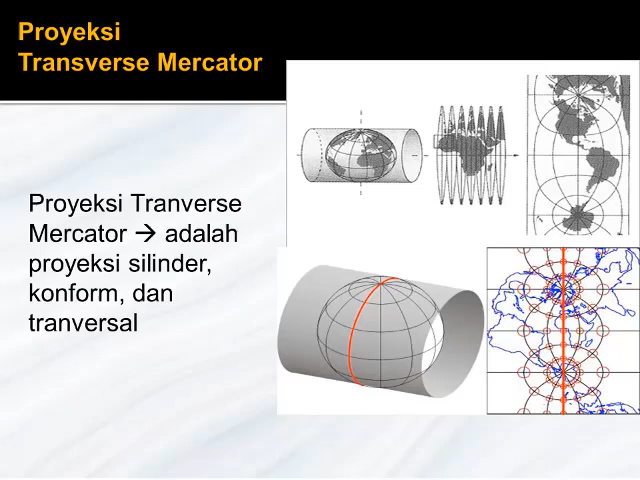 Proyeksi
Transverse Mercator
Proyeksi Tranverse
Mercator → adalah
proyeksi silinder,
konform, dan
tranversal